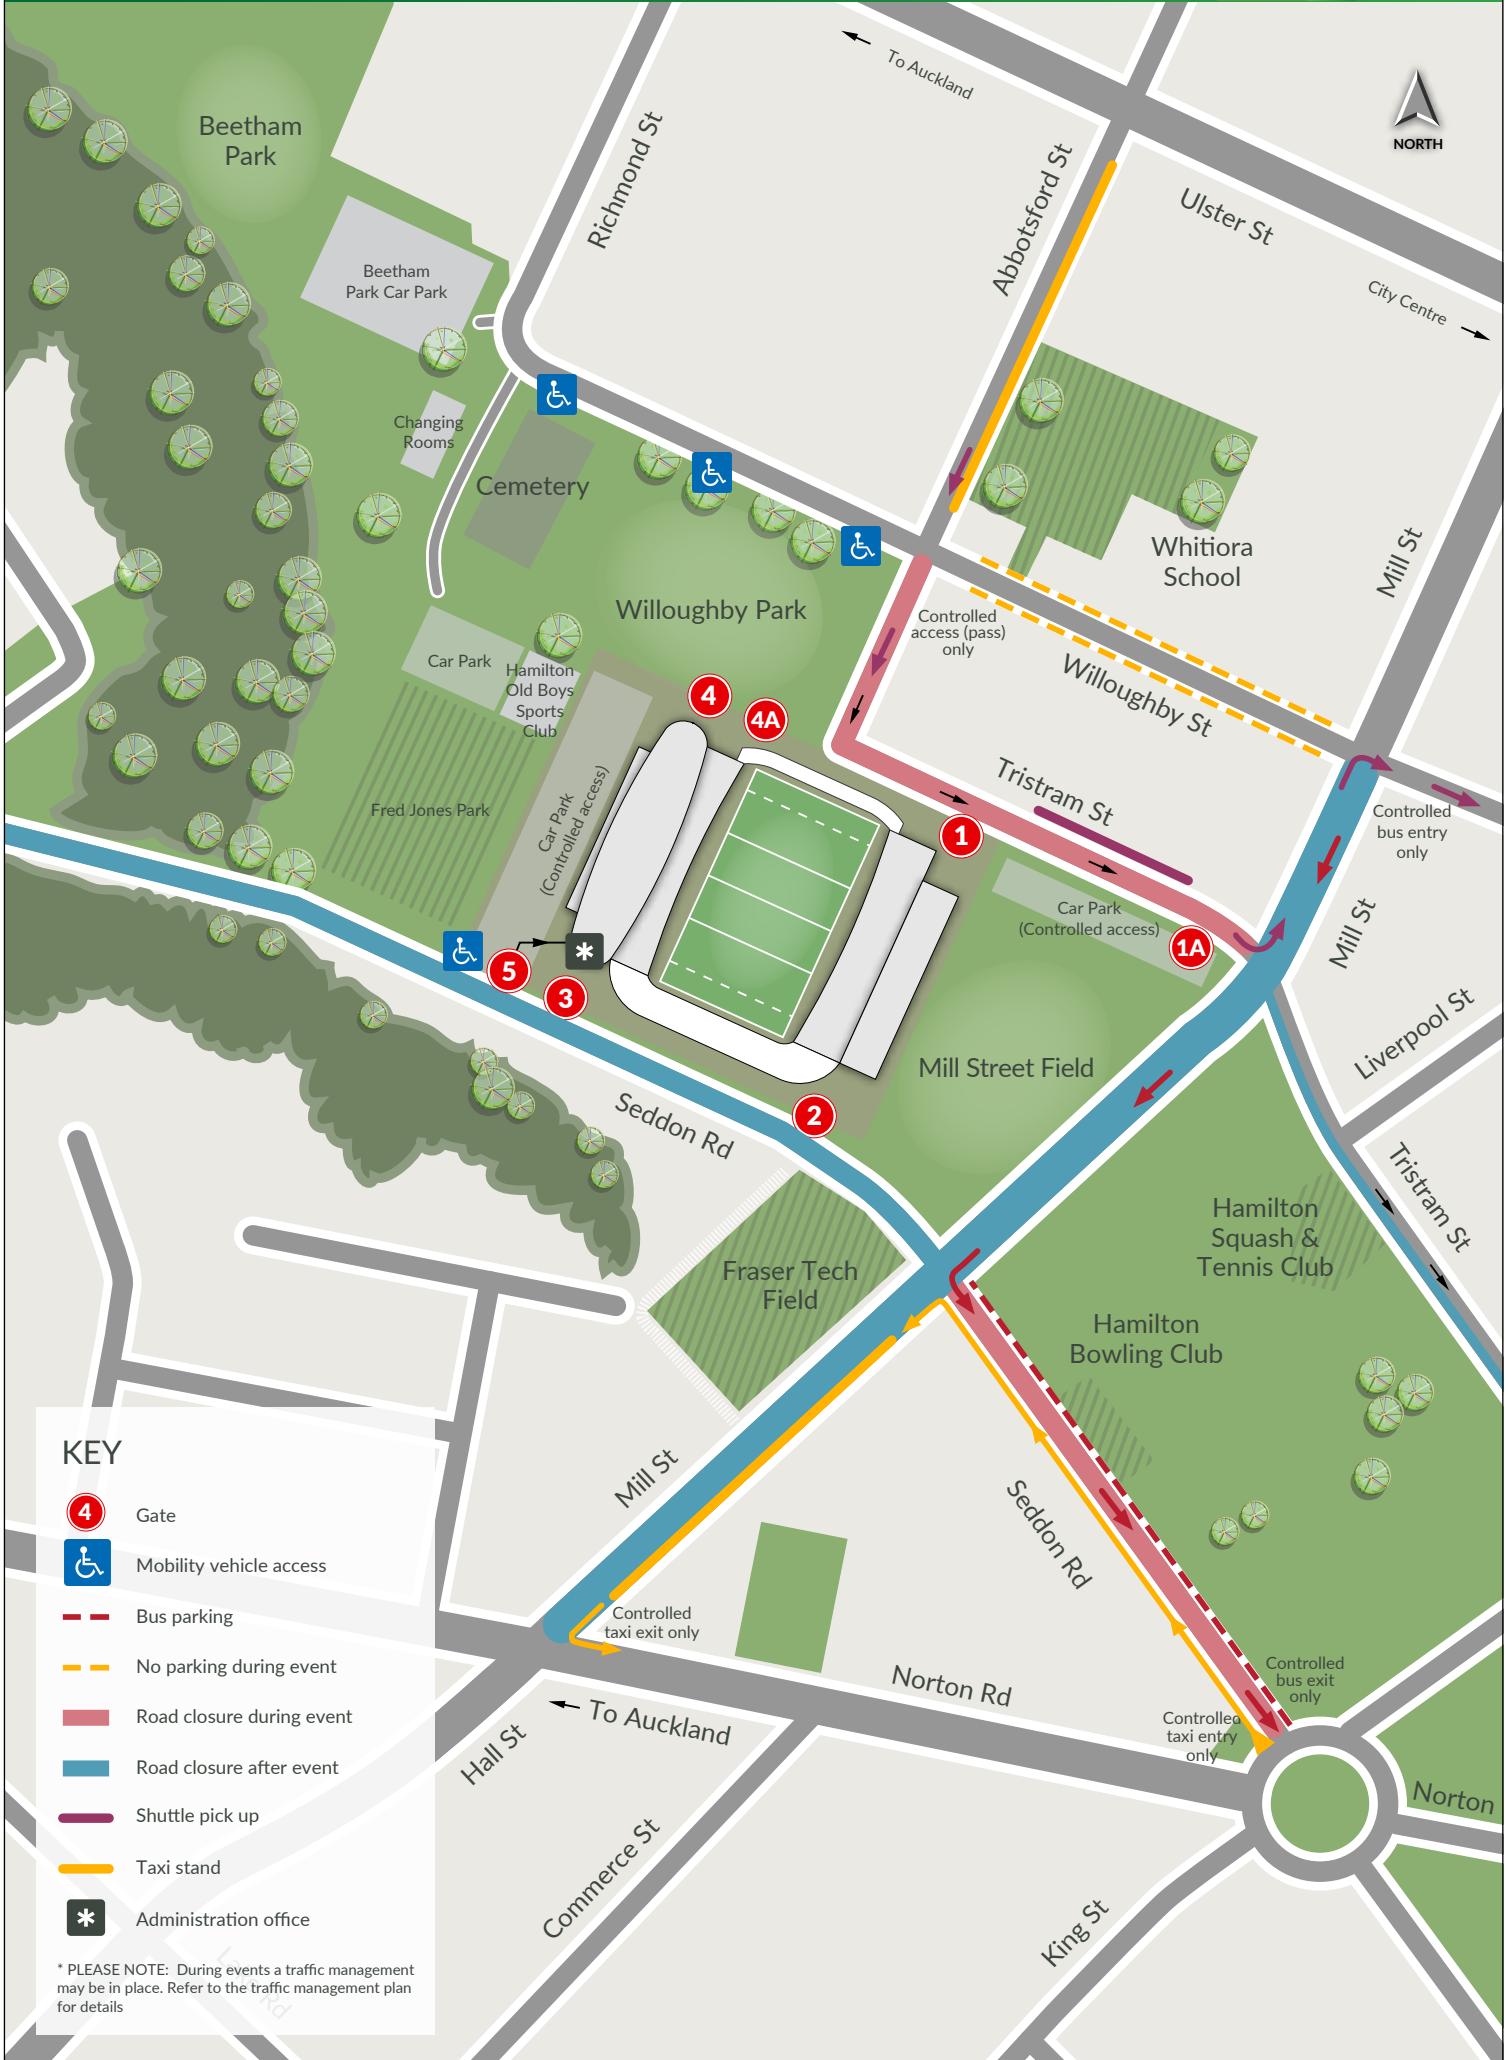 To Auckland
NORTH
Beetham
Park
Richmond St
Abbotsford St
Ulster St
City Centre
Beetham
Park Car Park
Changing
Rooms
Cemetery
Whitiora
School
Mill St
Willoughby Park
Controlled
access (pass)
only
Willoughby St
Car Park
Hamilton
Old Boys
Sports
Club
4
4A
Tristram St
Fred Jones Park
Car Park
(Controlled access)
1
Controlled
bus entry
only
Car Park
(Controlled access)
1A
Mill St
5
*
3
Liverpool St
Mill Street Field
2
Seddon Rd
Tristram St
Hamilton
Squash &
Tennis Club
Fraser Tech
Field
Hamilton
Bowling Club
Mill St
Seddon Rd
Controlled
taxi exit only
Controlled
bus exit
only
Norton Rd
To Auckland
Controlled
taxi entry
only
Hall St
Norton
Commerce St
King St
KEY
4 Gate
Mobility vehicle access
Bus parking
No parking during event
Road closure during event
Road closure after event
Shuttle pick up
Taxi stand
* Administration office
* PLEASE NOTE: During events a traffic management
may be in place. Refer to the traffic management plan
for details